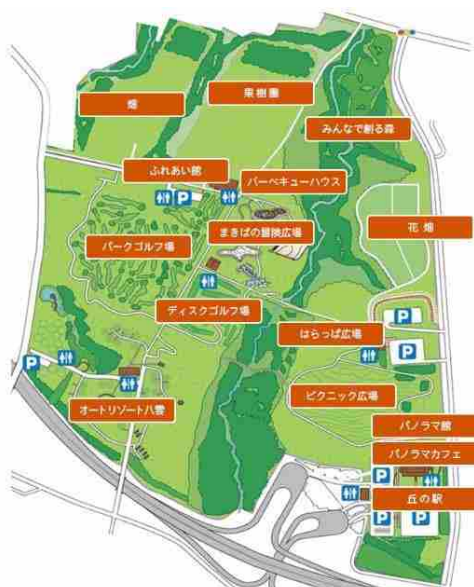 畑
果樹園
みんなで創る森
ふれあい館
バーベキューハウス
P
まきばの冒険広場
花畑
パークゴルフ場
ディスクゴルフ場
P
はらっぱ広場
P
P
オートリゾート八雲
ピクニック広場
パノラマ館
パノラマカフェ
P
丘の駅
P
P
P